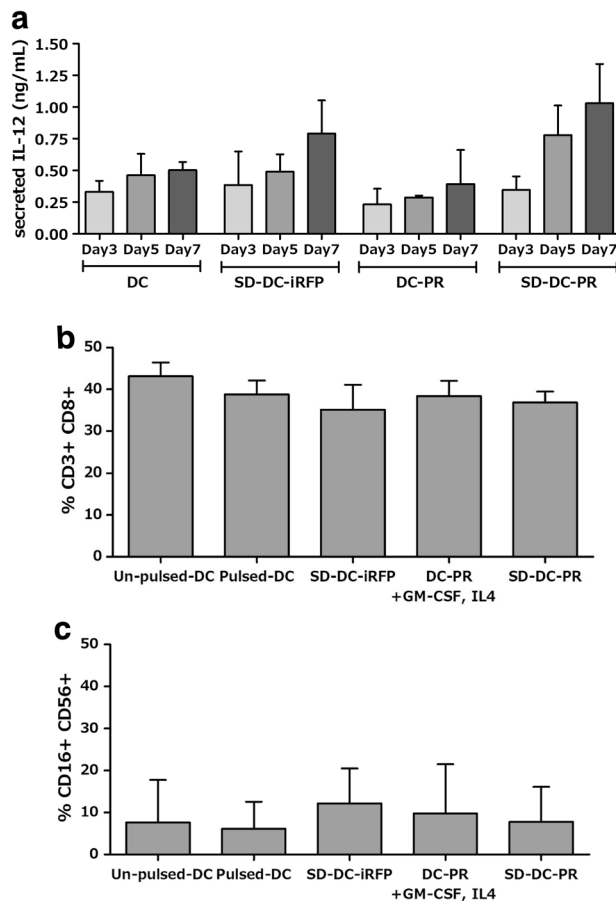 a
secreted IL-12 (ng/mL)
1.50
1.25
1.00
0.75
0.50
0.25
0.00
Day3 Day5 Day7 Day3 Day5 Day7 Day3 Day5 Day7 Day3 Day5 Day7
DC SD-DC-iRFP DC-PR SD-DC-PR
b
% CD3+ CD8+
50
40
30
20
10
0
Un-pulsed-DC Pulsed-DC SD-DC-iRFP DC-PR SD-DC-PR
+GM-CSF, IL4
c
% CD16+ CD56+
50
40
30
20
10
0
Un-pulsed-DC Pulsed-DC SD-DC-iRFP DC-PR SD-DC-PR
+GM-CSF, IL4